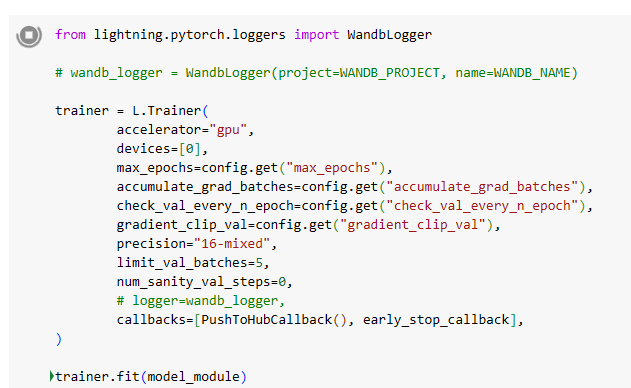 from lightning.pytorch.loggers import WandbLogger
# wandb_logger = WandbLogger(project=WANDB_PROJECT, name=WANDB_NAME)
trainer = L.Trainer(
        accelerator="gpu",
        devices=[0],
        max_epochs=config.get("max_epochs"),
        accumulate_grad_batches=config.get("accumulate_grad_batches"),
        check_val_every_n_epoch=config.get("check_val_every_n_epoch"),
        gradient_clip_val=config.get("gradient_clip_val"),
        precision="16-mixed",
        limit_val_batches=5,
        num_sanity_val_steps=0,
        # logger=wandb_logger,
        callbacks=[PushToHubCallback(), early_stop_callback],
)
trainer.fit(model_module)